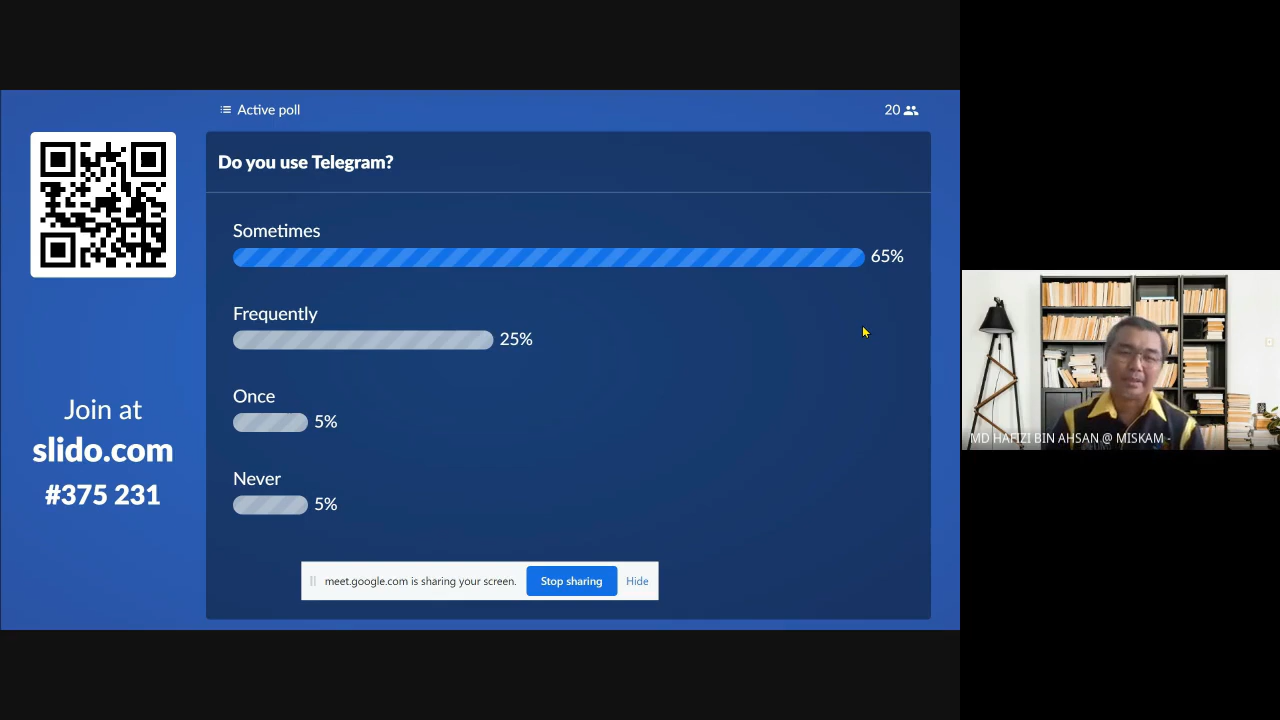 Active poll
20
Do you use Telegram?
Sometimes
65%
Frequently
25%
Once
5%
Never
5%
Join at
slido.com
#375 231
meet.google.com is sharing your screen.
Stop sharing
Hide
MD HAFIZI BIN AHSAN @ MISKAM -